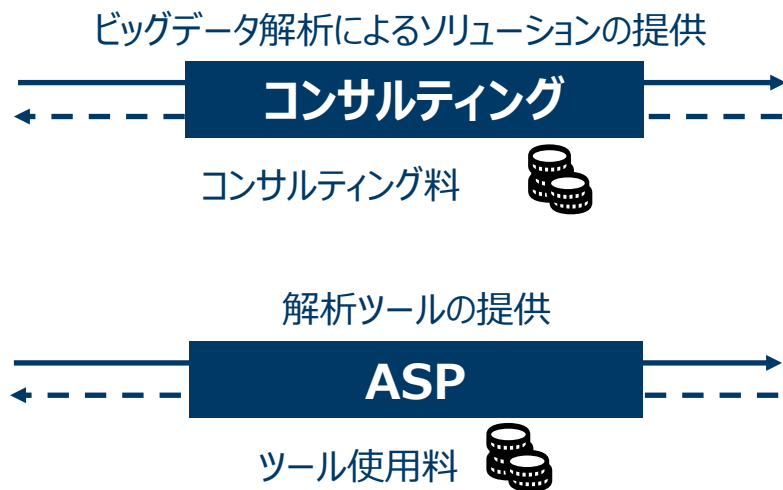 ビッグデータ解析によるソリューションの提供
コンサルティング
コンサルティング料
解析ツールの提供
ASP
ツール使用料